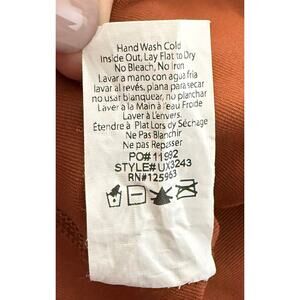 Hand Wash Cold
Inside Out, Lay Flat to Dry
No Bleach, No Iron
Lavar a mano con agua fria
lavar al revés, plana para secar
no usar blanquear, no planchar
Laver à la Main à l'eau Froide
Laver à L'envers.
Étendre à Plat Lors du Séchage
Ne Pas Blanchir
Ne pas Repasser
PO# 11992
STYLE# UX3243
RN#125963